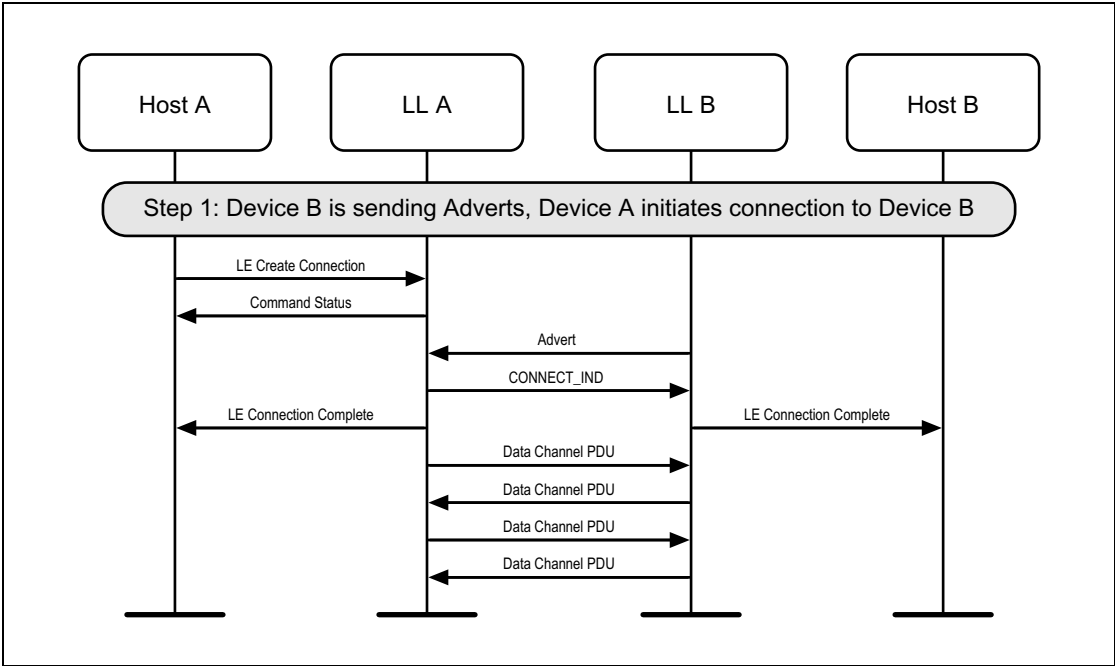 Host A
LL A
LL B
Host B
Step 1: Device B is sending Adverts, Device A initiates connection to Device B
LE Create Connection
Command Status
Advert
CONNECT_IND
LE Connection Complete
LE Connection Complete
Data Channel PDU
Data Channel PDU
Data Channel PDU
Data Channel PDU